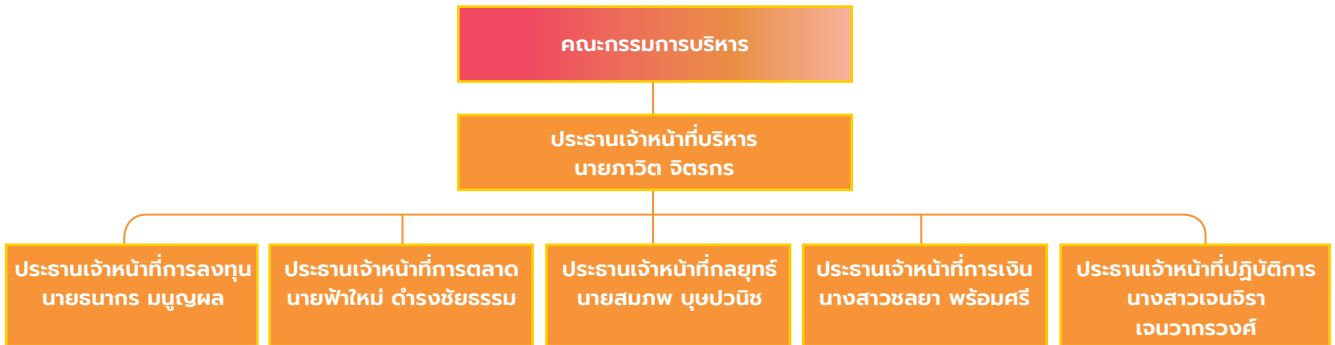 คณะกรรมการบริหาร
ประธานเจ้าหน้าที่บริหาร
นายภาวิต จิตรกร
ประธานเจ้าหน้าที่การลงทุน
นายธนากร มนูญผล
ประธานเจ้าหน้าที่การตลาด
นายฟ้าใหม่ ดำรงชัยธรรม
ประธานเจ้าหน้าที่กลยุทธ์
นายสมภพ บุษปวนิช
ประธานเจ้าหน้าที่การเงิน
นางสาวชลยา พร้อมศรี
ประธานเจ้าหน้าที่ปฏิบัติการ
นางสาวเจนจิรา
เจนวากรวงศ์